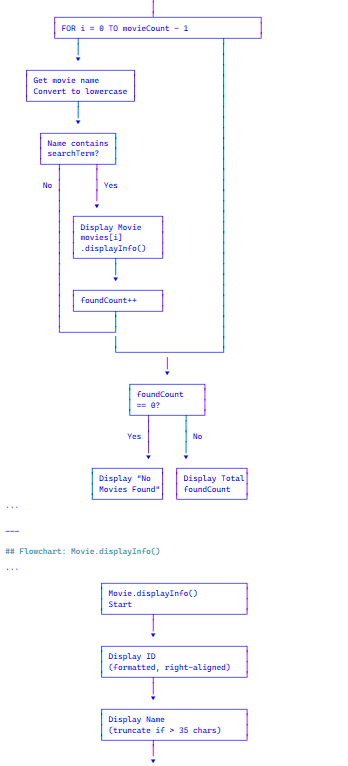 FOR i = 0 TO movieCount - 1
Get movie name
Convert to lowercase
Name contains
searchTerm?
No
Yes
Display Movie
movies[i]
.displayInfo()
foundCount++
foundCount
== 0?
Yes
No
Display "No
Movies Found"
Display Total
foundCount
```
---
## Flowchart: Movie.displayInfo()
```
Movie.displayInfo()
Start
Display ID
(formatted, right-aligned)
Display Name
(truncate if > 35 chars)